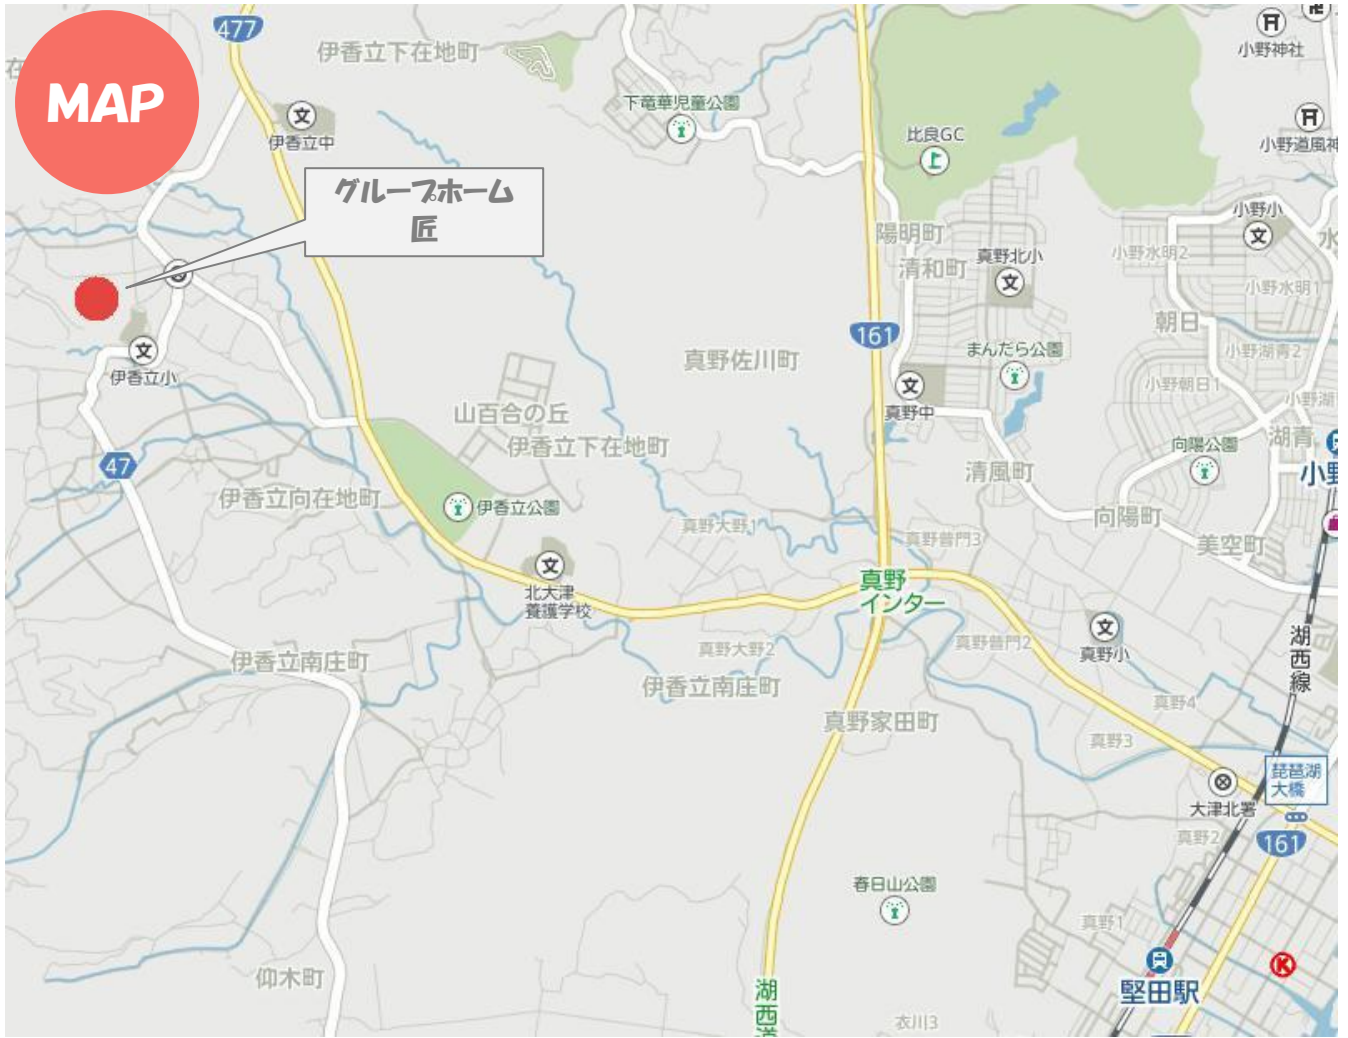 MAP
477
伊香立下在地町
小野神社
下竜華児童公園
伊香立中
比良GC
グループホーム
匠
小野小
陽明町
真野北小
清和町
小野水明2
小野水明1
朝日
161
まんだら公園
小野湖青2
真野佐川町
伊香立小
小野朝日1
真野中
山百合の丘
伊香立下在地町
向陽公園
湖青
47
清風町
伊香立向在地町
伊香立公園
向陽町
真野大野1
真野普門3
美空町
真野
インター
北大津
養護学校
真野大野2
真野普門2
真野小
湖西線
伊香立南庄町
伊香立南庄町
真野4
真野家田町
真野3
琵琶湖
大橋
大津北署
真野2
161
春日山公園
真野1
仰木町
堅田駅
衣川3